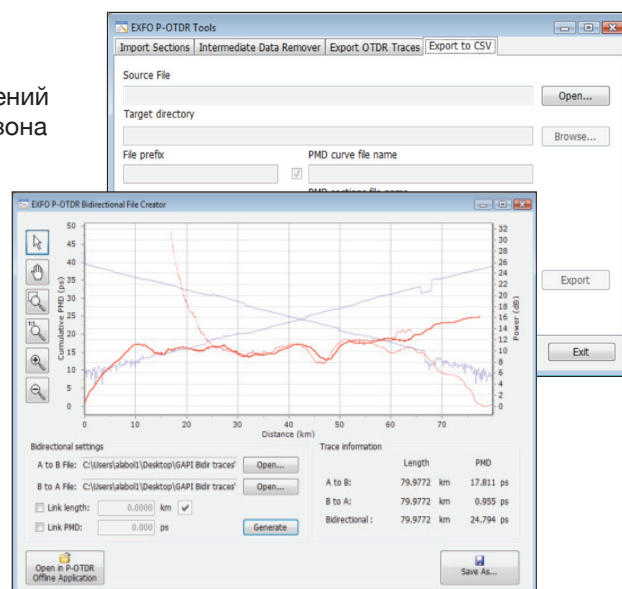 ений
зона
EXFO P-OTDR Tools
Import Sections Intermediate Data Remover Export OTDR Traces Export to CSV
Source File
Open...
Target directory
Browse...
File prefix PMD curve file name
Export
Exit
EXFO P-OTDR Bidirectional File Creator
Cumulative PMD (ps)
50
45
40
35
30
25
20
15
10
5
0
32
30
28
26
24
22
20
18
16
14
12
10
8
6
4
2
0
Power (dB)
0 10 20 30 40 50 60 70
Distance (km)
Bidirectional settings
A to B File: C:\Users\alabol1\Desktop\GAPI Bidir traces' Open...
B to A File: C:\Users\alabol1\Desktop\GAPI Bidr traces' Open...
Link length: 0.0000 km
Link PMD: 0.000 ps Generate
Trace information
Length PMD
A to B: 79.9772 km 17.811 ps
B to A: 79.9772 km 0.955 ps
Bidirectional : 79.9772 km 24.794 ps
Open in P-OTDR
Offline Application
Save As...